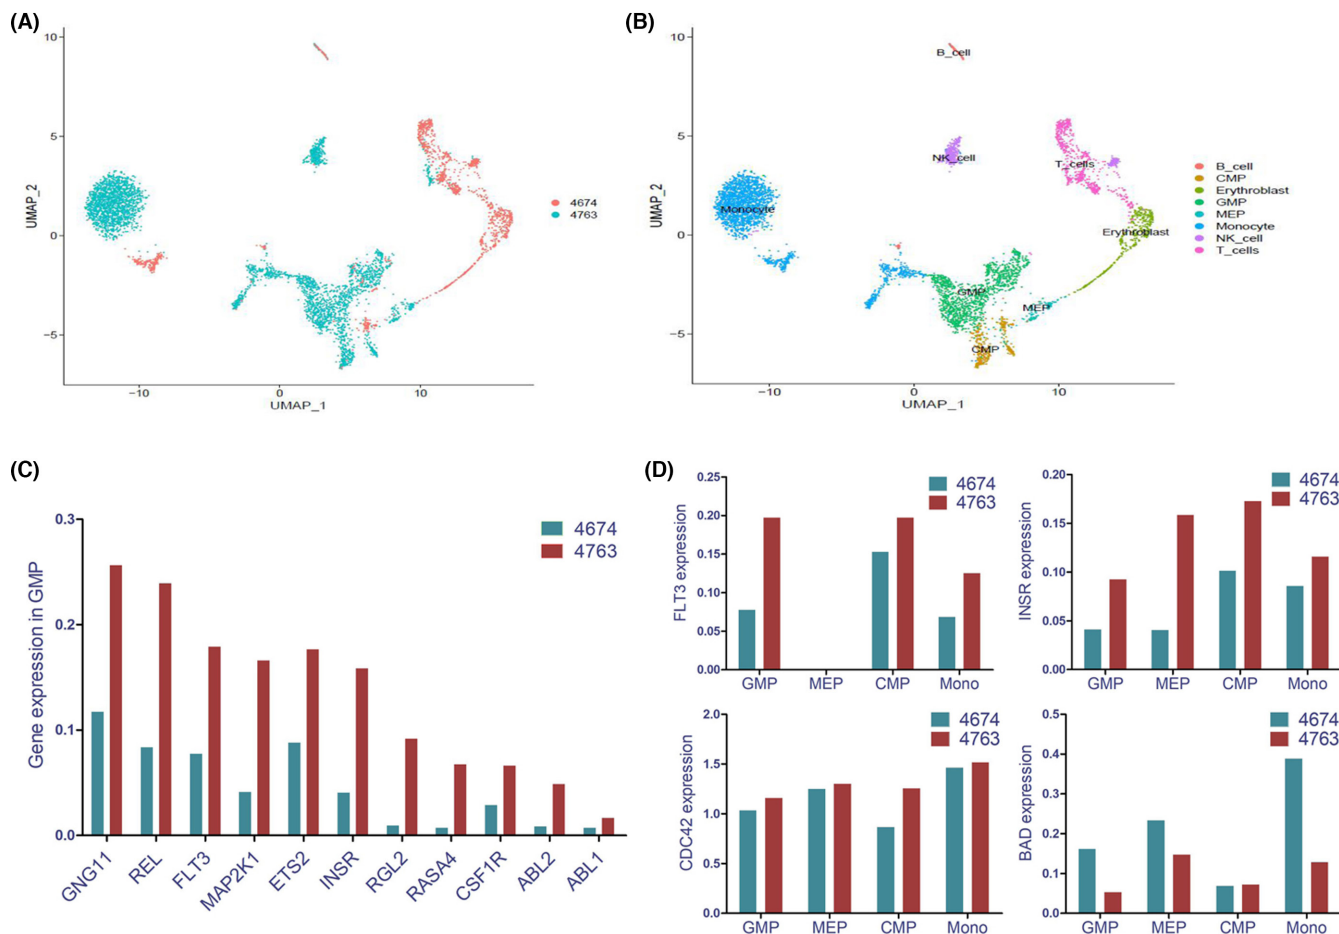 (A)
10
5
0
−5
UMAP_2
−10
0
10
UMAP_1
4674
4763
(B)
10
5
0
−5
UMAP_2
−10
0
10
UMAP_1
B_cell
NK_cell
T_cells
Monocyte
Erythroblast
GMP
MEP
CMP
B_cell
CMP
Erythroblast
GMP
MEP
Monocyte
NK_cell
T_cells
(C)
Gene expression in GMP
0.3
0.2
0.1
0.0
4674
4763
GNG11
REL
FLT3
MAP2K1
ETS2
INSR
RGL2
RASA4
CSF1R
ABL2
ABL1
(D)
FLT3 expression
0.25
0.20
0.15
0.10
0.05
0.00
4674
4763
GMP MEP CMP Mono
INSR expression
0.20
0.15
0.10
0.05
0.00
4674
4763
GMP MEP CMP Mono
CDC42 expression
2.0
1.5
1.0
0.5
0.0
4674
4763
GMP MEP CMP Mono
BAD expression
0.5
0.4
0.3
0.2
0.1
0.0
4674
4763
GMP MEP CMP Mono